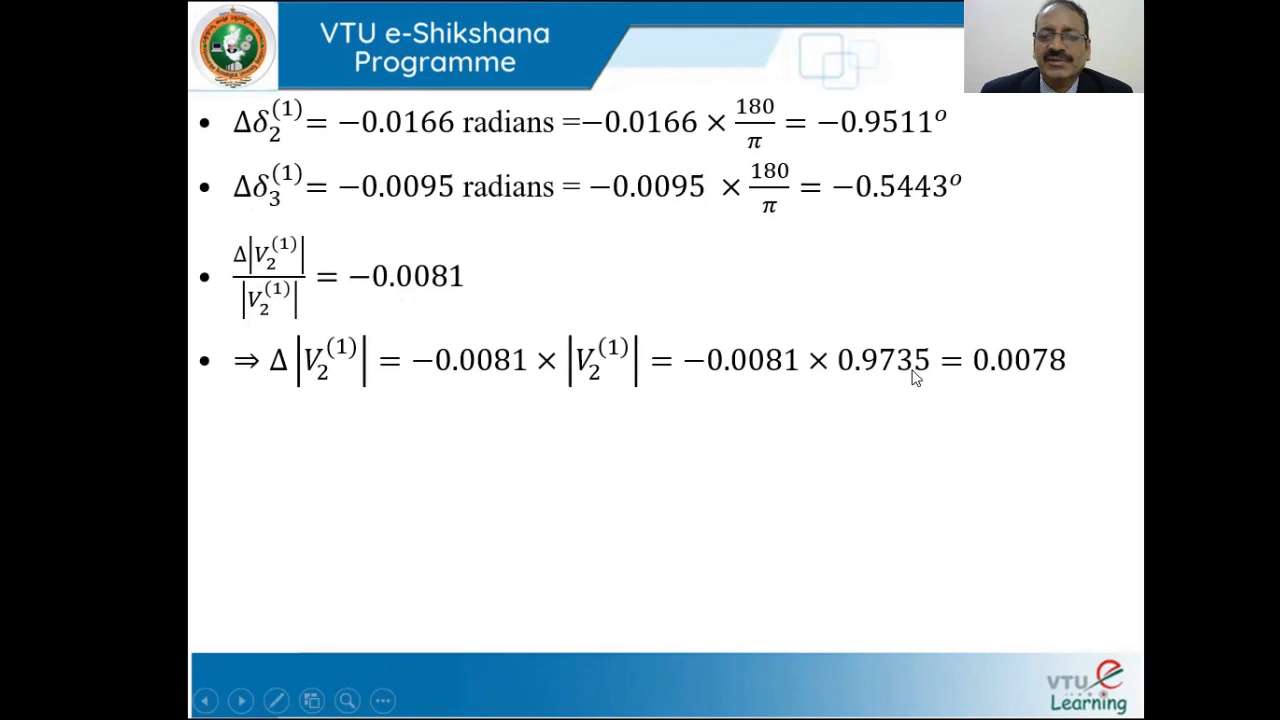 VTU e-Shikshana
Programme
• Δδ₂⁽¹⁾ = −0.0166 radians =−0.0166 × 180/π = −0.9511ᵒ
• Δδ₃⁽¹⁾ = −0.0095 radians = −0.0095 × 180/π = −0.5443ᵒ
• Δ|V₂⁽¹⁾| / |V₂⁽¹⁾| = −0.0081
• ⇒ Δ|V₂⁽¹⁾| = −0.0081 × |V₂⁽¹⁾| = −0.0081 × 0.9735 = 0.0078
VTU e
Learning